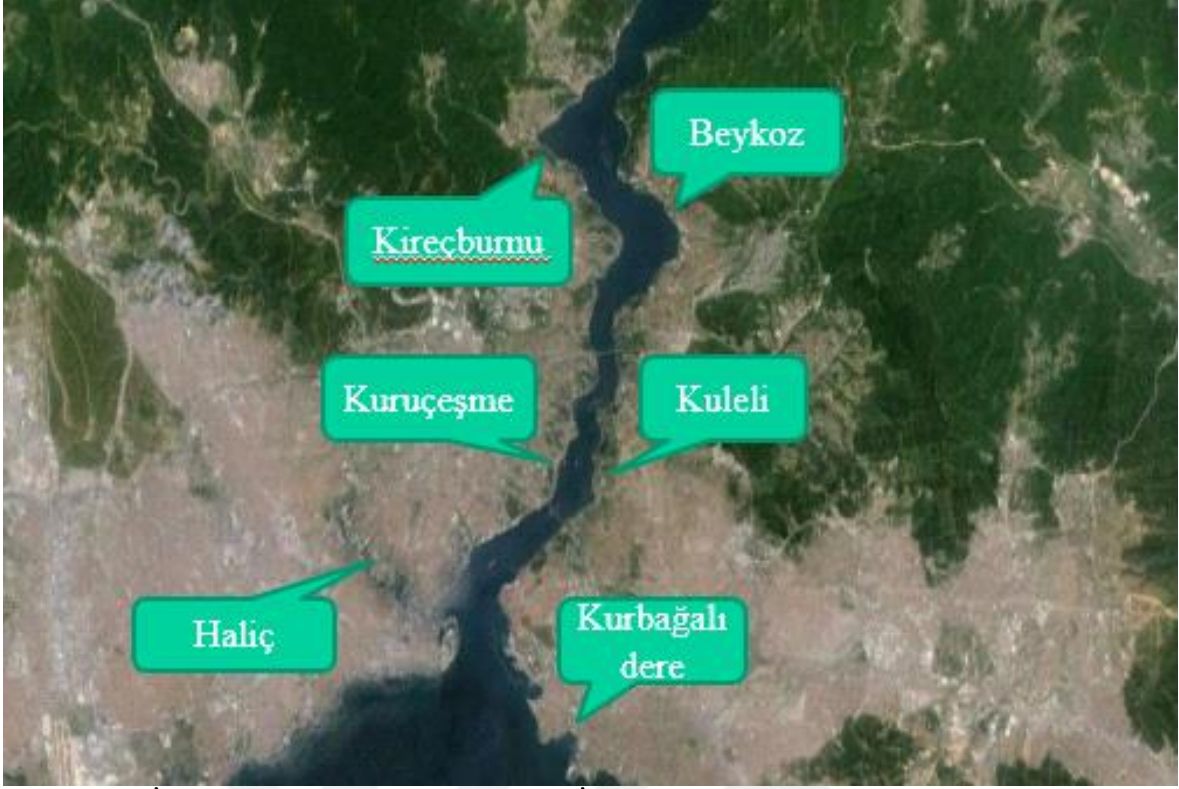 Beykoz
Kireçburnu
Kuruçeşme
Kuleli
Haliç
Kurbağalı
dere